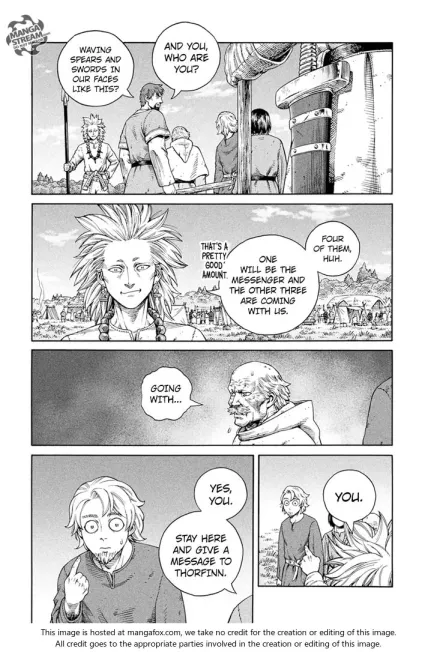 MANGA
STREAM
AND YOU,
WHO ARE
YOU?
WAVING
SPEARS AND
SWORDS IN
OUR FACES
LIKE THIS?
FOUR
OF THEM,
HUH.
ONE
WILL BE THE
MESSENGER AND
THE OTHER THREE
ARE COMING
WITH US.
THAT'S A
PRETTY
GOOD
AMOUNT.
GOING
WITH...
YOU.
YES,
YOU.
STAY HERE
AND GIVE A
MESSAGE TO
THORFINN.
This image is hosted at mangafox.com, we take no credit for the creation or editing of this image.
All credit goes to the appropriate parties involved in the creation or editing of this image.